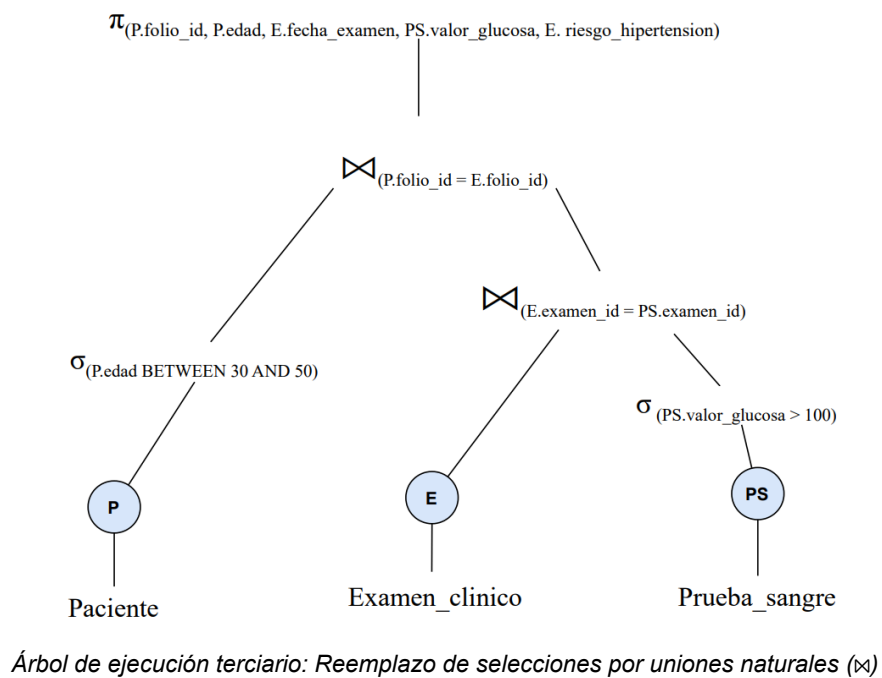 π(P.folio_id, P.edad, E.fecha_examen, PS.valor_glucosa, E. riesgo_hipertension)
⋈(P.folio_id = E.folio_id)
⋈(E.examen_id = PS.examen_id)
σ(P.edad BETWEEN 30 AND 50)
σ (PS.valor_glucosa > 100)
P
E
PS
Paciente
Examen_clinico
Prueba_sangre
Árbol de ejecución terciario: Reemplazo de selecciones por uniones naturales (⋈)